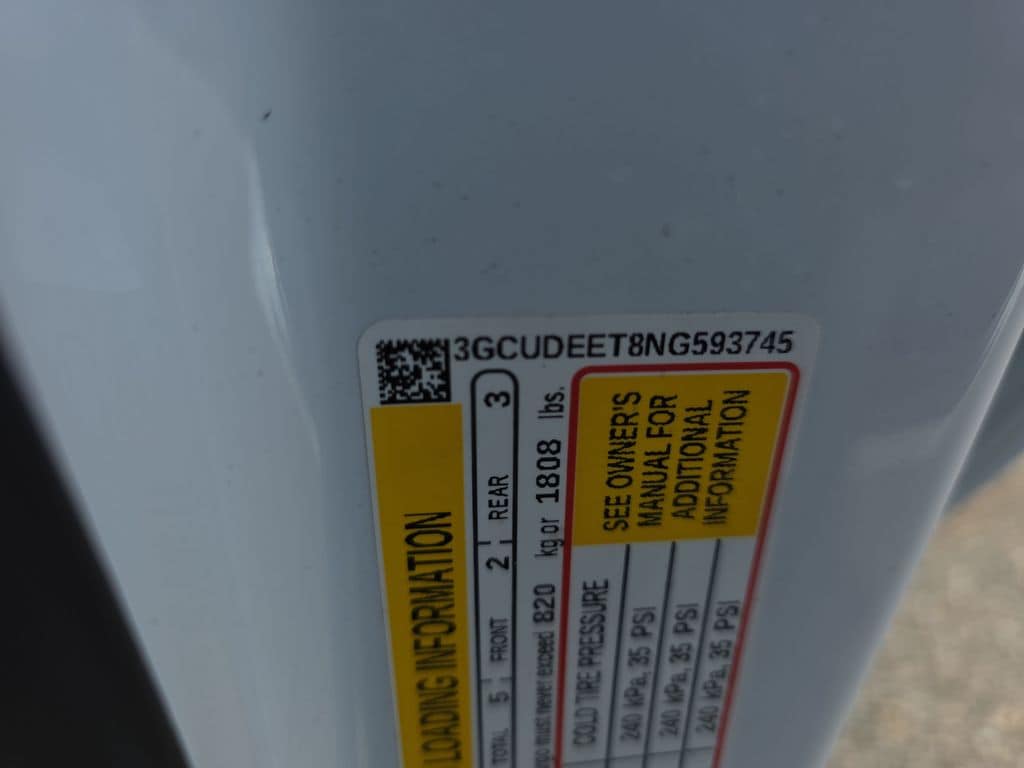 3GCUDEET8NG593745
LOADING INFORMATION
TOTAL 5 FRONT 2 REAR 3
must never exceed 820 kg or 1808 lbs.
COLD TIRE PRESSURE
240 kPa, 35 PSI
240 kPa, 35 PSI
240 kPa, 35 PSI
SEE OWNER'S
MANUAL FOR
ADDITIONAL
INFORMATION